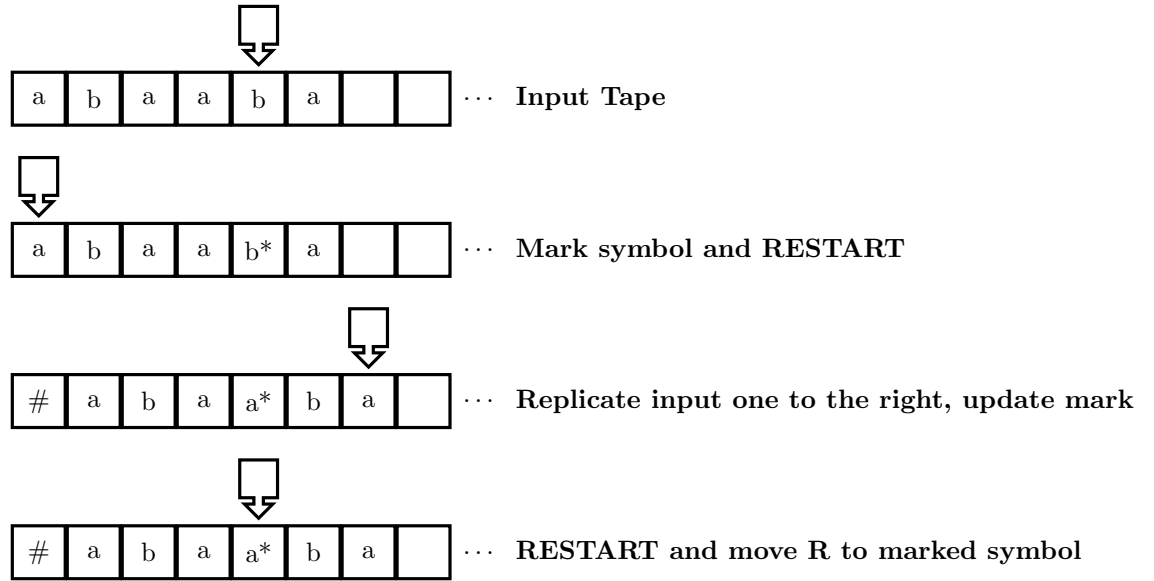 a b a a b a ··· Input Tape
a b a a b* a ··· Mark symbol and RESTART
# a b a a* b a ··· Replicate input one to the right, update mark
# a b a a* b a ··· RESTART and move R to marked symbol